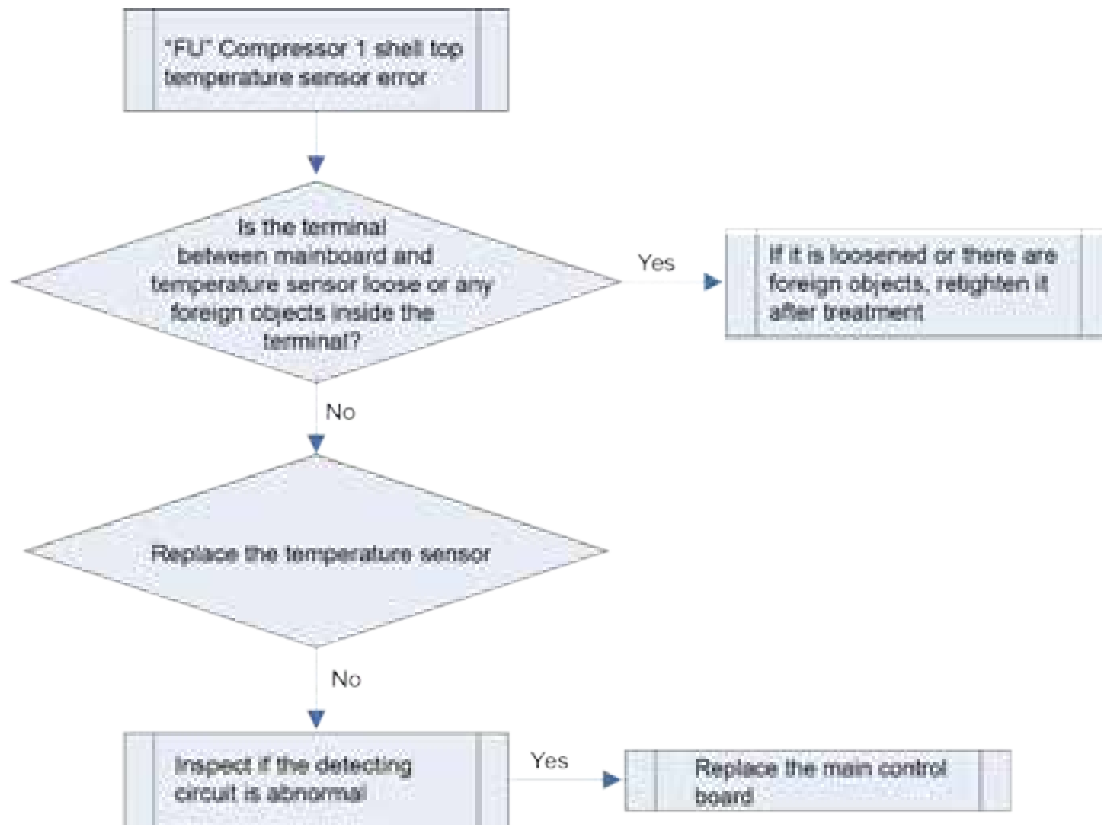 "FU" Compressor 1 shell top
temperature sensor error
Is the terminal
between mainboard and
temperature sensor loose or any
foreign objects inside the
terminal?
Yes
If it is loosened or there are
foreign objects, retighten it
after treatment
No
Replace the temperature sensor
No
Inspect if the detecting
circuit is abnormal
Yes
Replace the main control
board